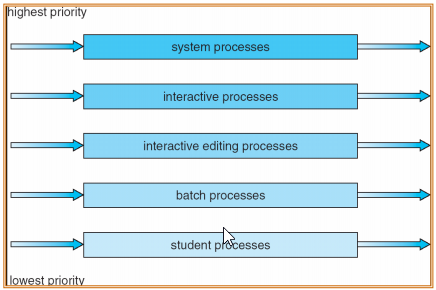 highest priority
system processes
interactive processes
interactive editing processes
batch processes
student processes
lowest priority